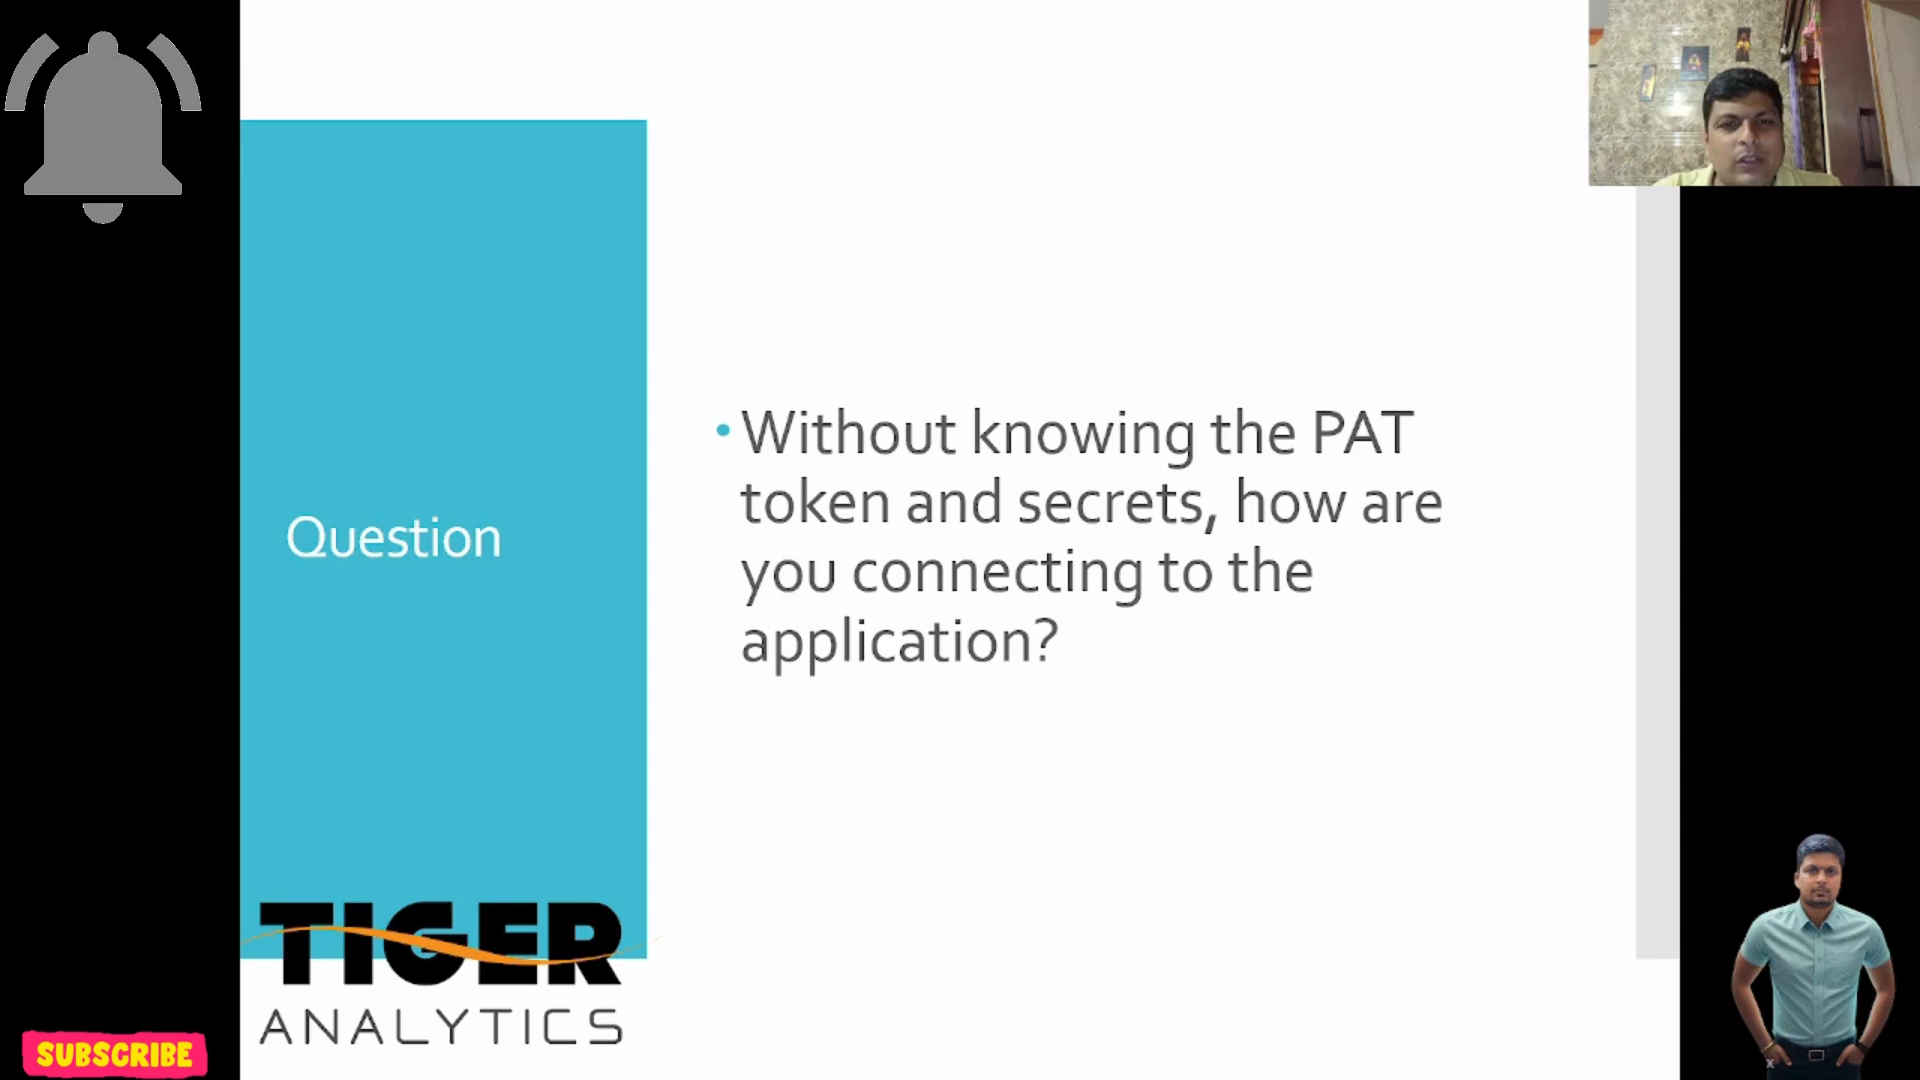 Question
• Without knowing the PAT
token and secrets, how are
you connecting to the
application?
TIGER
ANALYTICS
SUBSCRIBE
x